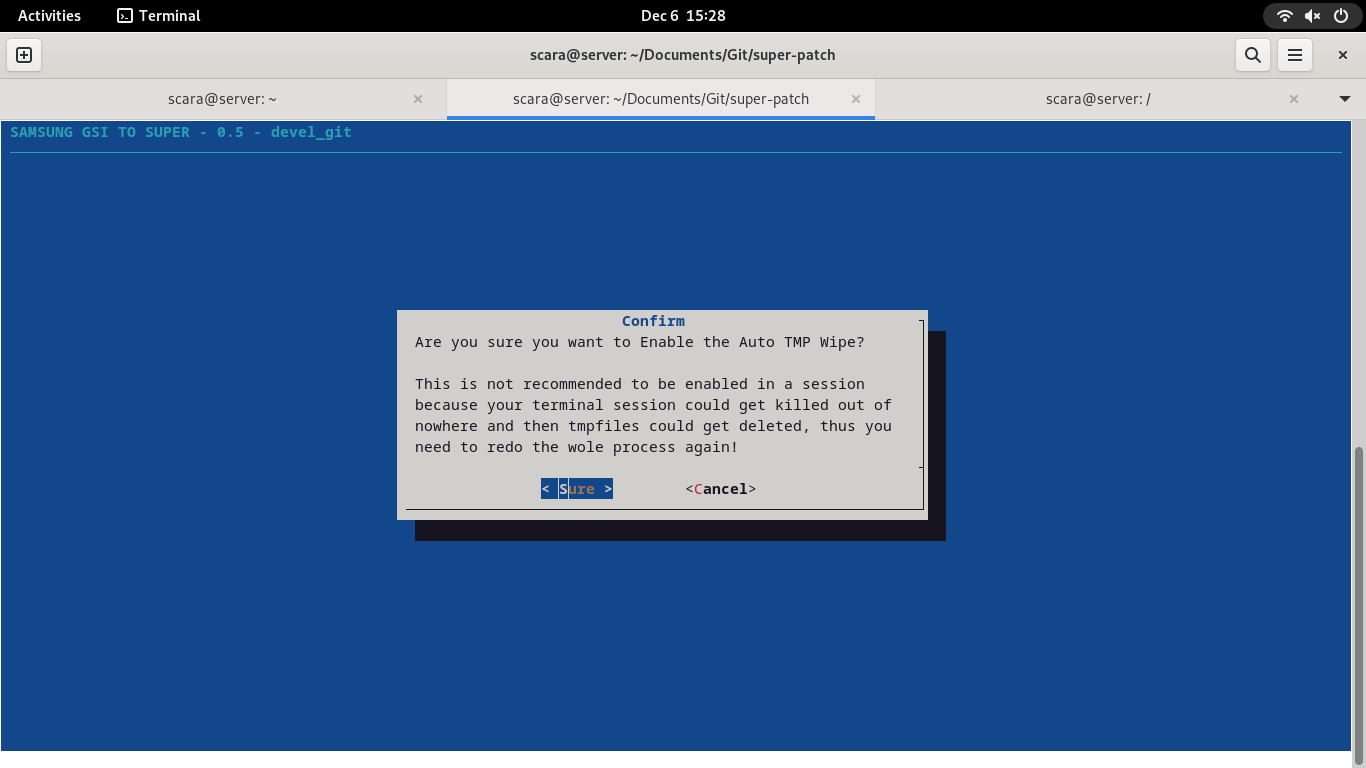 Activities Terminal Dec 6 15:28
scara@server: ~/Documents/Git/super-patch
scara@server: ~ scara@server: ~/Documents/Git/super-patch scara@server: /
SAMSUNG GSI TO SUPER - 0.5 - devel_git
Confirm
Are you sure you want to Enable the Auto TMP Wipe?
This is not recommended to be enabled in a session
because your terminal session could get killed out of
nowhere and then tmpfiles could get deleted, thus you
need to redo the wole process again!
< Sure > <Cancel>